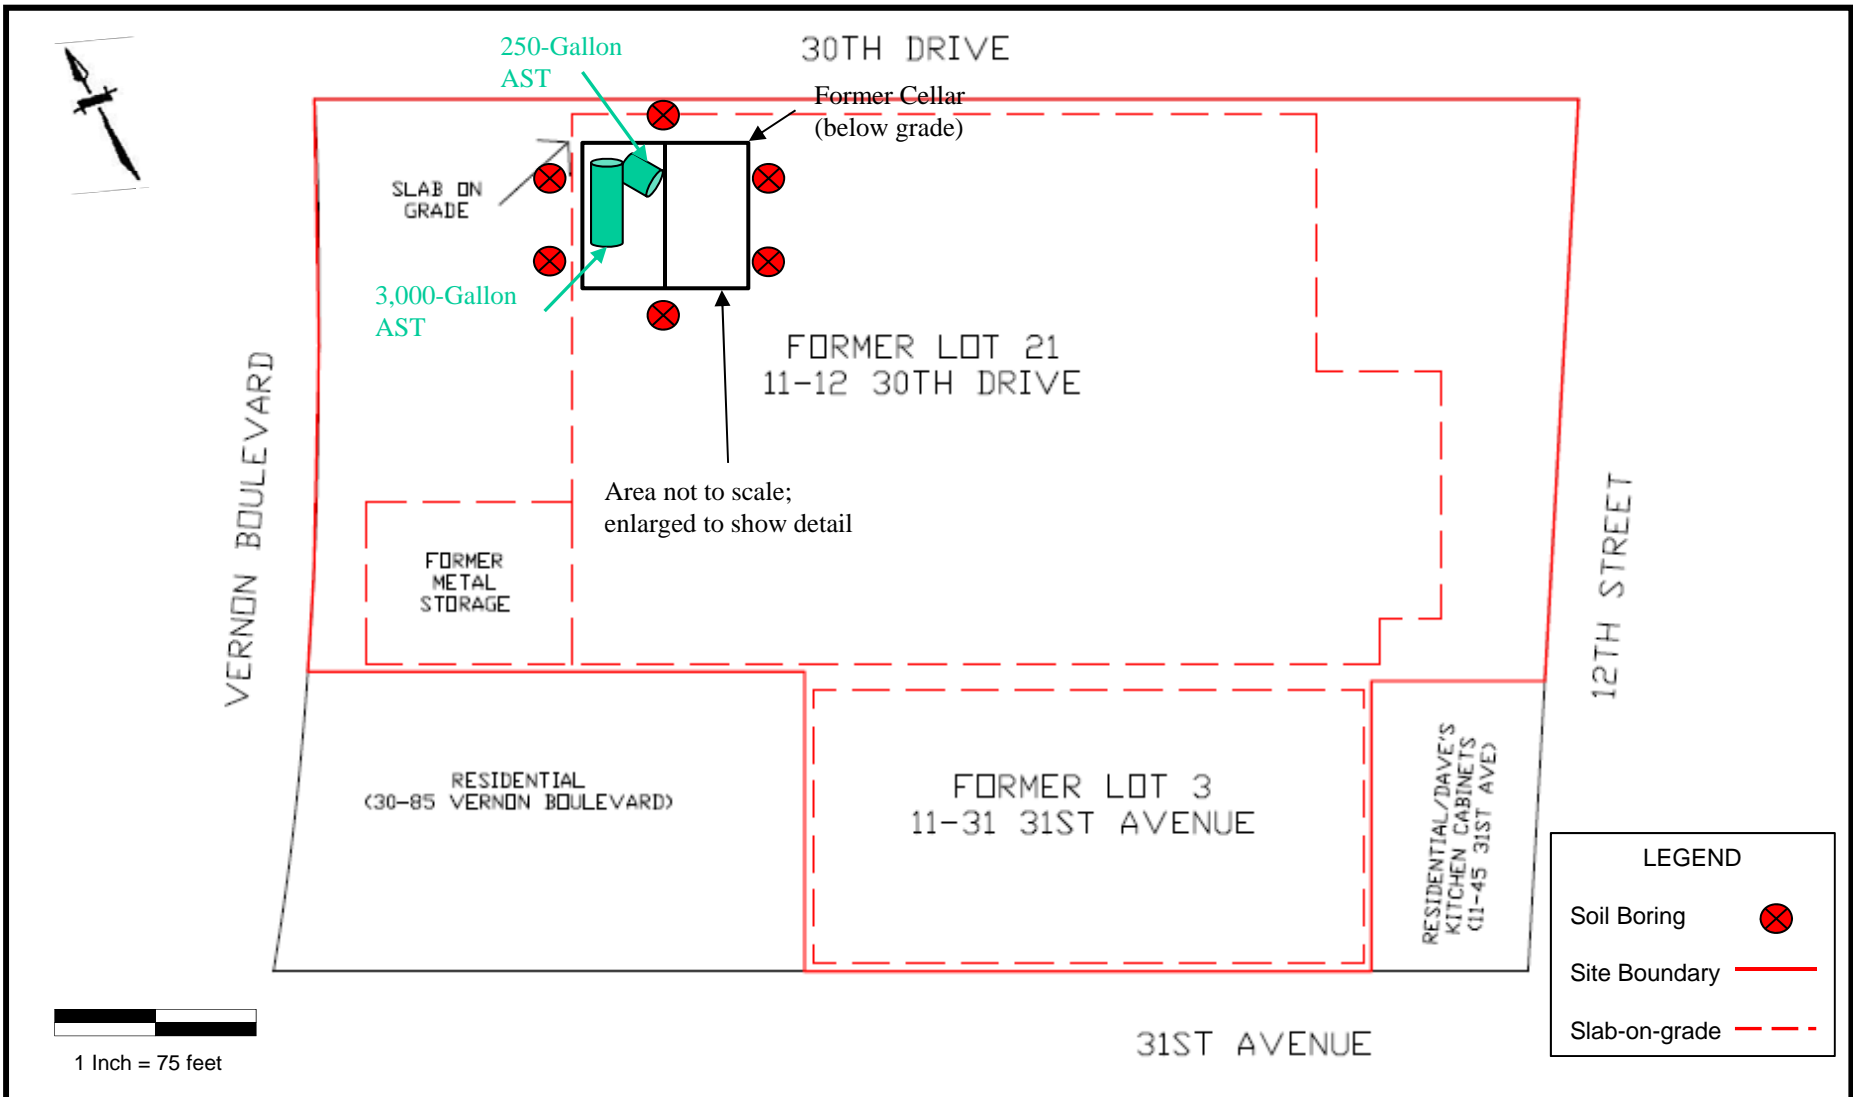 250-Gallon
AST
30TH DRIVE
Former Cellar
(below grade)
SLAB ON
GRADE
3,000-Gallon
AST
FORMER LOT 21
11-12 30TH DRIVE
VERNON BOULEVARD
Area not to scale;
enlarged to show detail
12TH STREET
FORMER
METAL
STORAGE
RESIDENTIAL
(30-85 VERNON BOULEVARD)
FORMER LOT 3
11-31 31ST AVENUE
RESIDENTIAL/DAVE'S
KITCHEN CABINETS
(11-45 31ST AVE)
LEGEND
Soil Boring
Site Boundary
Slab-on-grade
1 Inch = 75 feet
31ST AVENUE